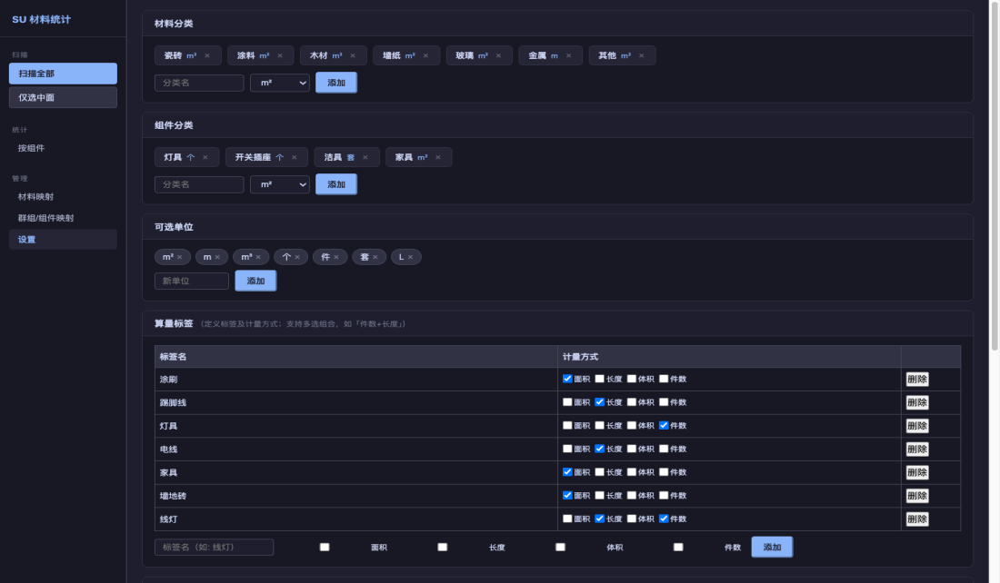 SU 材料统计
扫描
扫描全部
仅选中面
统计
按组件
管理
材料映射
群组/组件映射
设置
材料分类
瓷砖 m² × 涂料 m² × 木材 m² × 墙纸 m² × 玻璃 m² × 金属 m × 其他 m² ×
分类名 m² 添加
组件分类
灯具 个 × 开关插座 个 × 洁具 套 × 家具 m² ×
分类名 m² 添加
可选单位
m² × m × m³ × 个 × 件 × 套 × L ×
新单位 添加
算量标签 (定义标签及计量方式; 支持多选组合, 如「件数+长度」)
标签名 计量方式
涂刷 面积 长度 体积 件数 删除
踢脚线 面积 长度 体积 件数 删除
灯具 面积 长度 体积 件数 删除
电线 面积 长度 体积 件数 删除
家具 面积 长度 体积 件数 删除
墙地砖 面积 长度 体积 件数 删除
线灯 面积 长度 体积 件数 删除
标签名 (如: 线灯) 面积 长度 体积 件数 添加